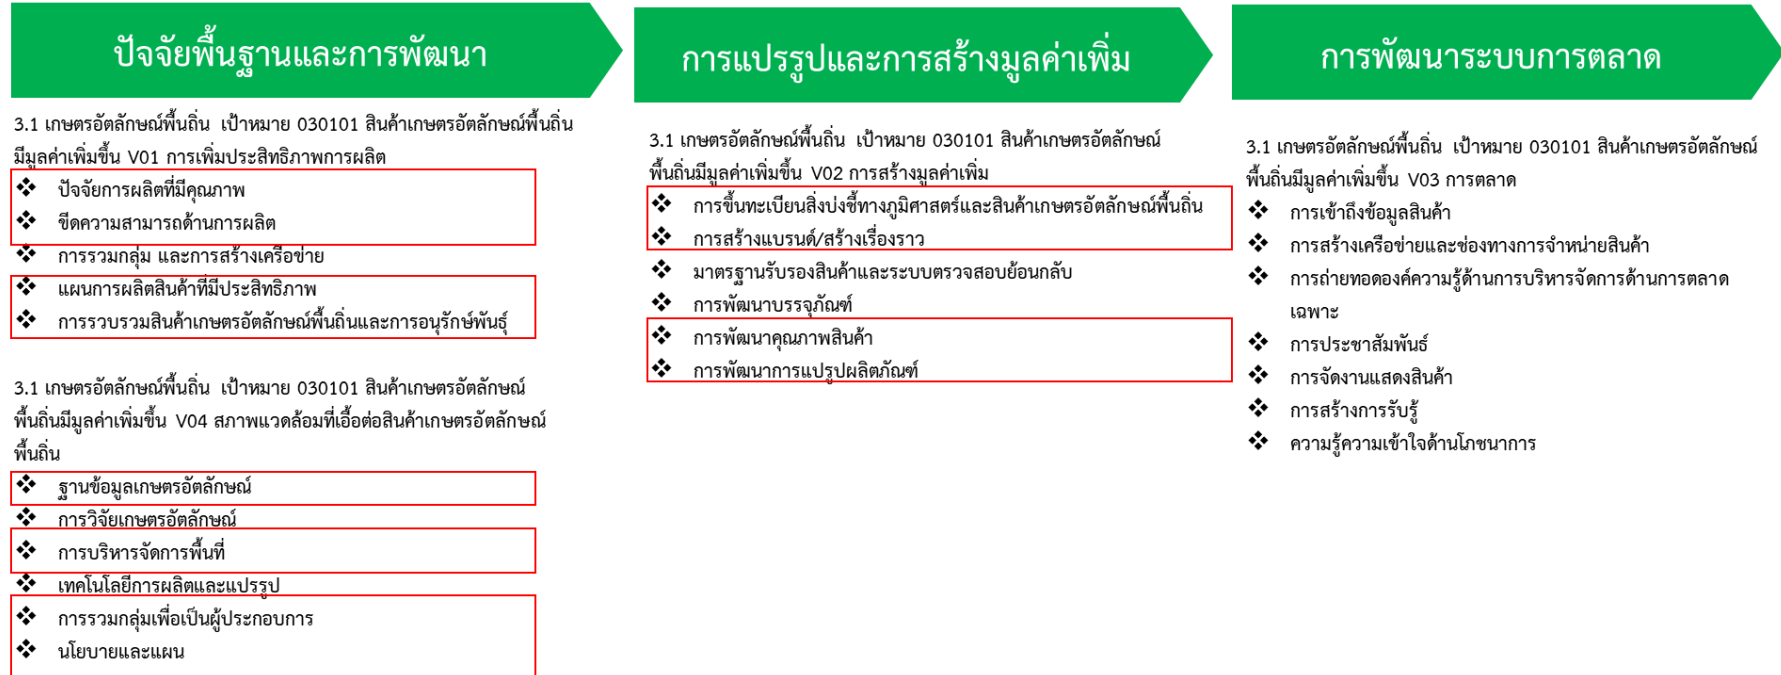 ปัจจัยพื้นฐานและการพัฒนา
3.1 เกษตรอัตลักษณ์พื้นถิ่น เป้าหมาย 030101 สินค้าเกษตรอัตลักษณ์พื้นถิ่น
มีมูลค่าเพิ่มขึ้น V01 การเพิ่มประสิทธิภาพการผลิต
❖ ปัจจัยการผลิตที่มีคุณภาพ
❖ ขีดความสามารถด้านการผลิต
❖ การรวมกลุ่ม และการสร้างเครือข่าย
❖ แผนการผลิตสินค้าที่มีประสิทธิภาพ
❖ การรวบรวมสินค้าเกษตรอัตลักษณ์พื้นถิ่นและการอนุรักษ์พันธุ์
3.1 เกษตรอัตลักษณ์พื้นถิ่น เป้าหมาย 030101 สินค้าเกษตรอัตลักษณ์
พื้นถิ่นมีมูลค่าเพิ่มขึ้น V04 สภาพแวดล้อมที่เอื้อต่อสินค้าเกษตรอัตลักษณ์
พื้นถิ่น
❖ ฐานข้อมูลเกษตรอัตลักษณ์
❖ การวิจัยเกษตรอัตลักษณ์
❖ การบริหารจัดการพื้นที่
❖ เทคโนโลยีการผลิตและแปรรูป
❖ การรวมกลุ่มเพื่อเป็นผู้ประกอบการ
❖ นโยบายและแผน
การแปรรูปและการสร้างมูลค่าเพิ่ม
3.1 เกษตรอัตลักษณ์พื้นถิ่น เป้าหมาย 030101 สินค้าเกษตรอัตลักษณ์
พื้นถิ่นมีมูลค่าเพิ่มขึ้น V02 การสร้างมูลค่าเพิ่ม
❖ การขึ้นทะเบียนสิ่งบ่งชี้ทางภูมิศาสตร์และสินค้าเกษตรอัตลักษณ์พื้นถิ่น
❖ การสร้างแบรนด์/สร้างเรื่องราว
❖ มาตรฐานรับรองสินค้าและระบบตรวจสอบย้อนกลับ
❖ การพัฒนาบรรจุภัณฑ์
❖ การพัฒนาคุณภาพสินค้า
❖ การพัฒนาการแปรูปผลิตภัณฑ์
การพัฒนาระบบการตลาด
3.1 เกษตรอัตลักษณ์พื้นถิ่น เป้าหมาย 030101 สินค้าเกษตรอัตลักษณ์
พื้นถิ่นมีมูลค่าเพิ่มขึ้น V03 การตลาด
❖ การเข้าถึงข้อมูลสินค้า
❖ การสร้างเครือข่ายและช่องทางการจำหน่ายสินค้า
❖ การถ่ายทอดองค์ความรู้ด้านการบริหารจัดการด้านการตลาด
เฉพาะ
❖ การประชาสัมพันธ์
❖ การจัดงานแสดงสินค้า
❖ การสร้างการรับรู้
❖ ความรู้ความเข้าใจด้านโภชนาการ